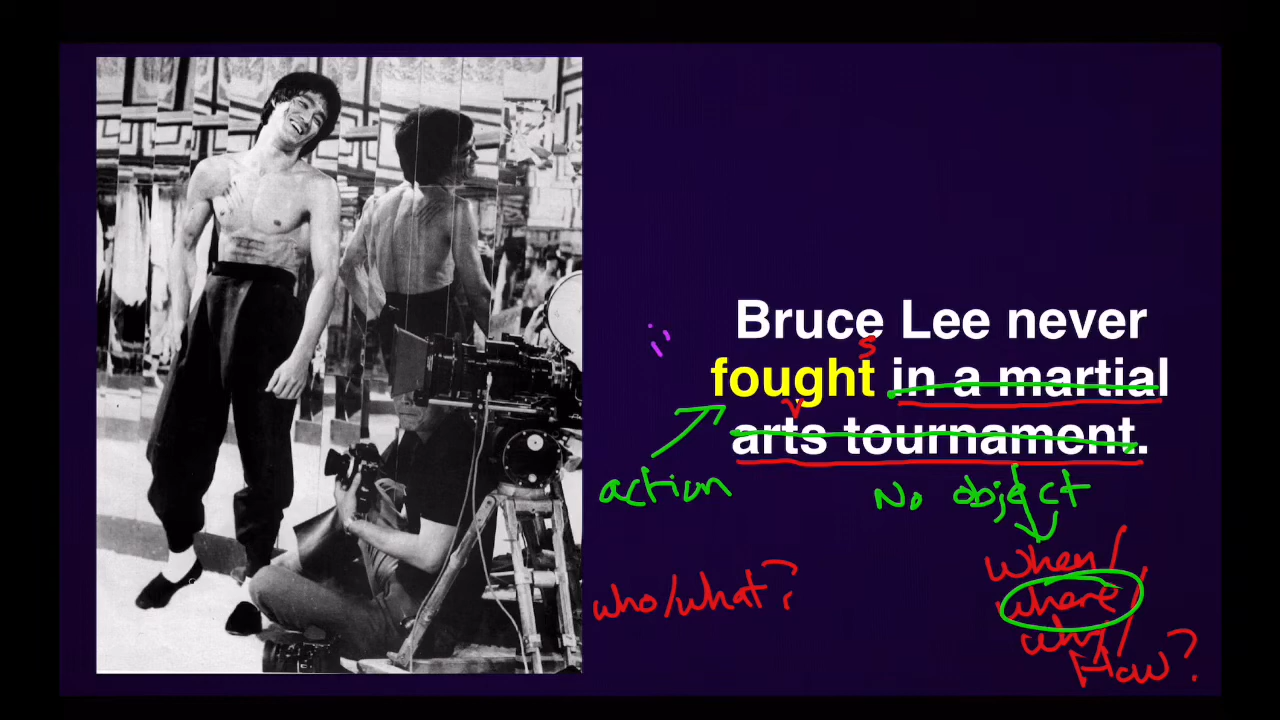 Bruce Lee never
fought in a martial
arts tournament.
s
v
action
No object
who/what?
when/
where/
why/
How?